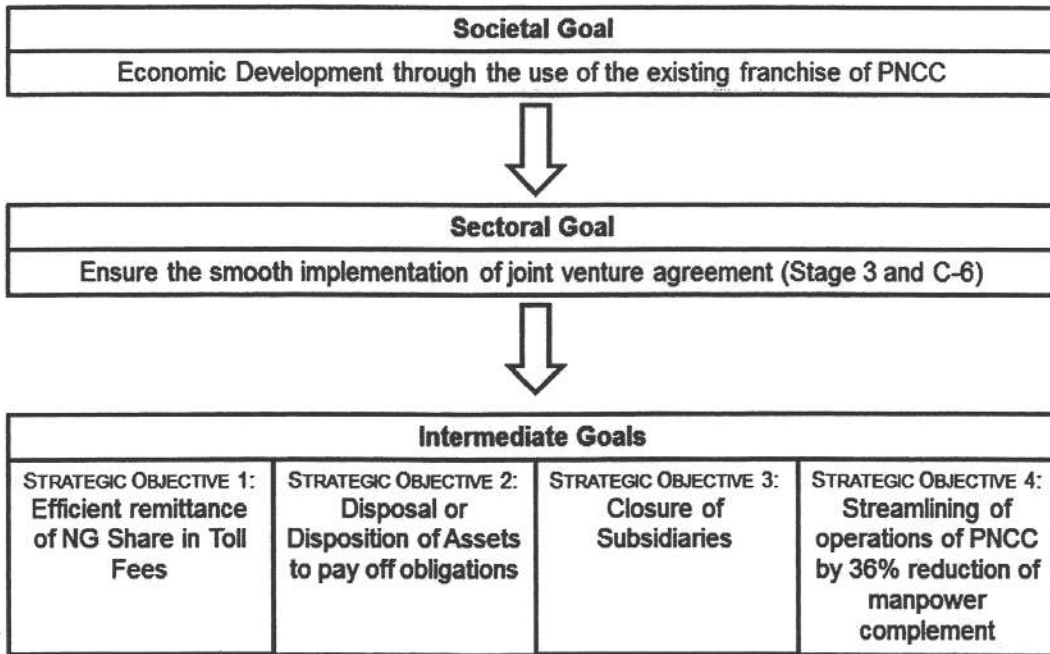 Societal Goal
Economic Development through the use of the existing franchise of PNCC
Sectoral Goal
Ensure the smooth implementation of joint venture agreement (Stage 3 and C-6)
Intermediate Goals
STRATEGIC OBJECTIVE 1:
Efficient remittance
of NG Share in Toll
Fees
STRATEGIC OBJECTIVE 2:
Disposal or
Disposition of Assets
to pay off obligations
STRATEGIC OBJECTIVE 3:
Closure of
Subsidiaries
STRATEGIC OBJECTIVE 4:
Streamlining of
operations of PNCC
by 36% reduction of
manpower
complement